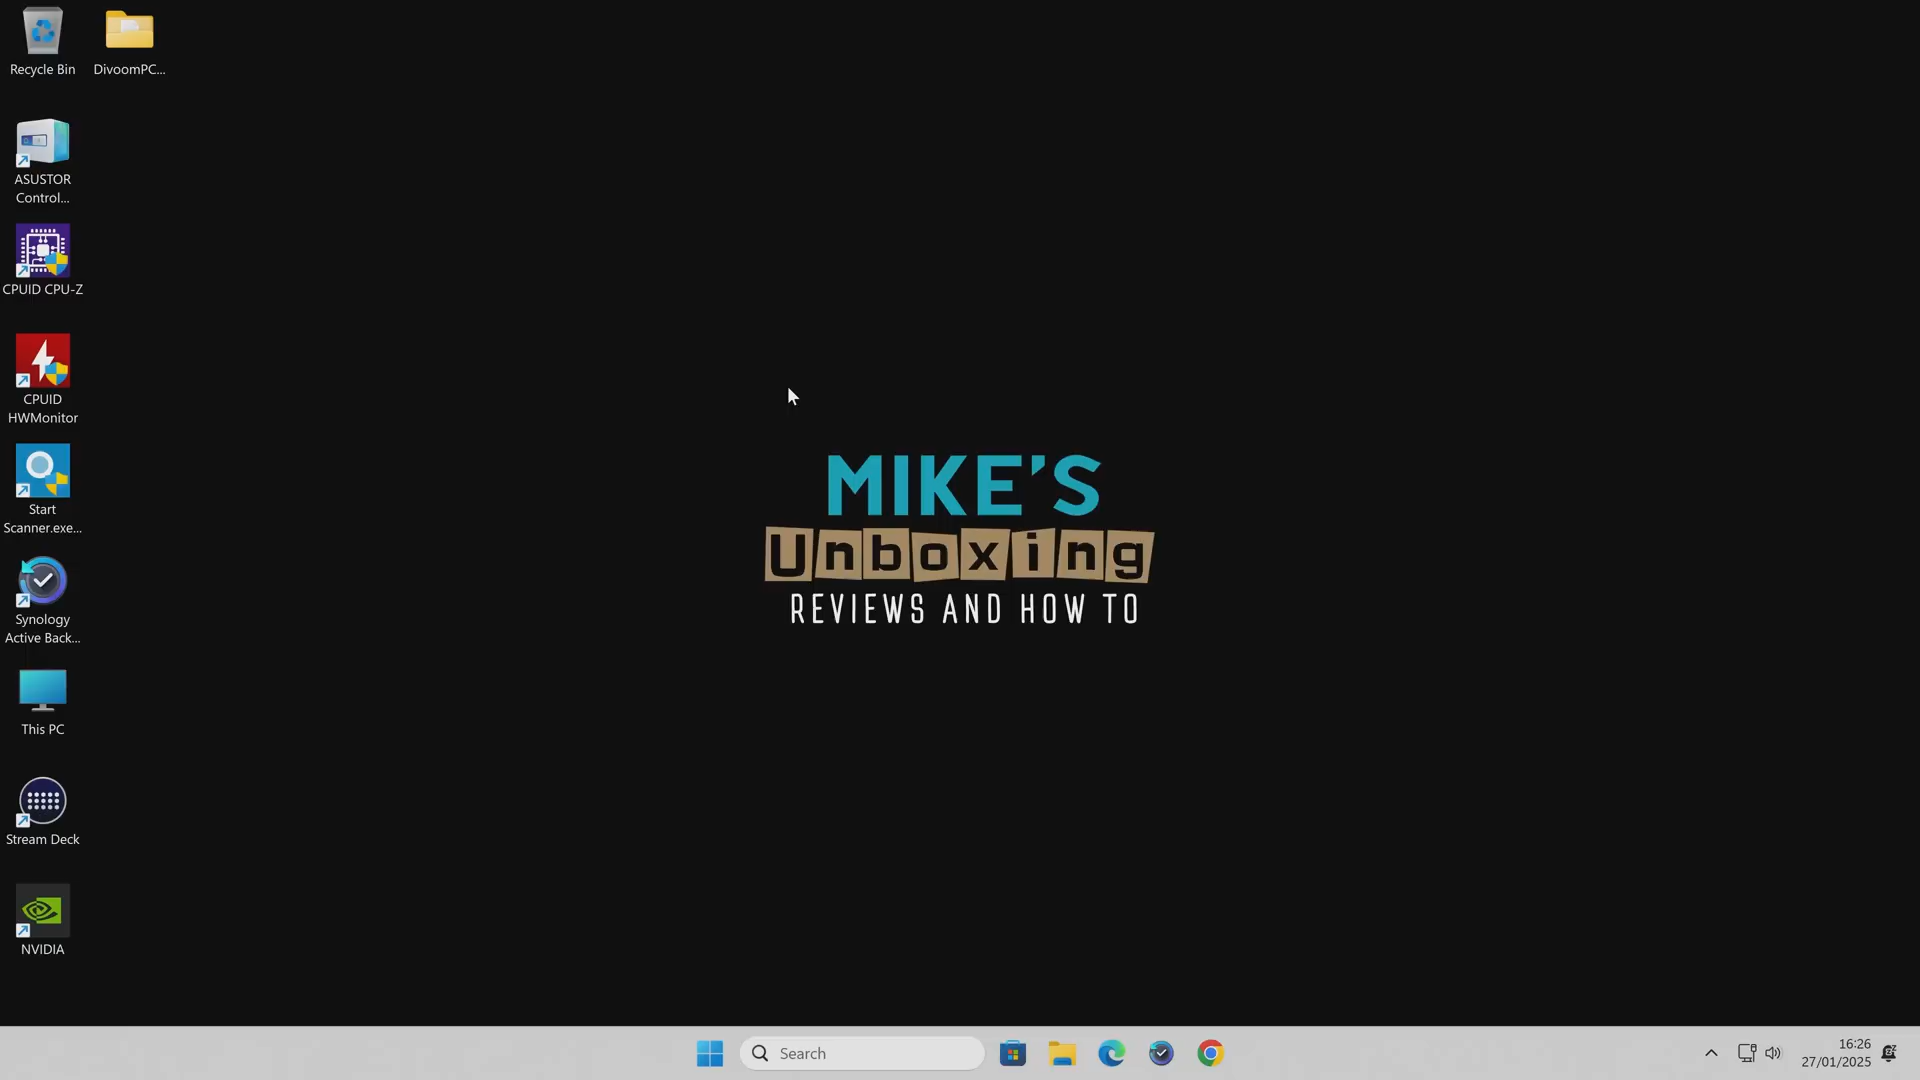 Recycle Bin
DivoomPC...
ASUSTOR
Control...
CPUID CPU-Z
CPUID
HWMonitor
Start
Scanner.exe...
Synology
Active Back...
This PC
Stream Deck
NVIDIA
MIKE'S
Unboxing
REVIEWS AND HOW TO
Search
16:26
27/01/2025